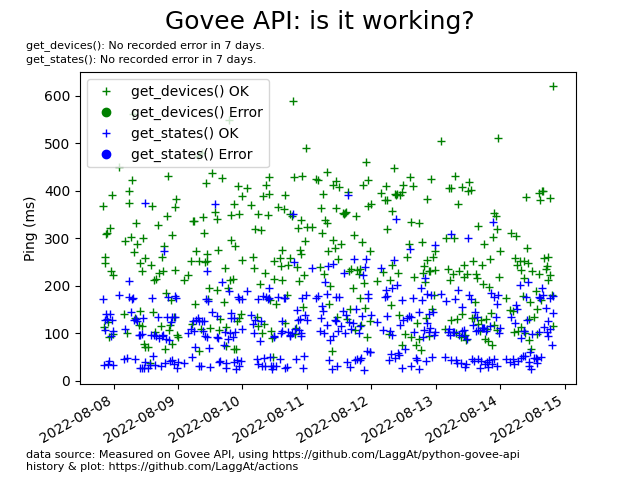 Govee API: is it working?
get_devices(): No recorded error in 7 days.
get_states(): No recorded error in 7 days.
get_devices() OK
get_devices() Error
get_states() OK
get_states() Error
Ping (ms)
600
500
400
300
200
100
0
2022-08-08
2022-08-09
2022-08-10
2022-08-11
2022-08-12
2022-08-13
2022-08-14
2022-08-15
data source: Measured on Govee API, using https://github.com/LaggAt/python-govee-api
history & plot: https://github.com/LaggAt/actions